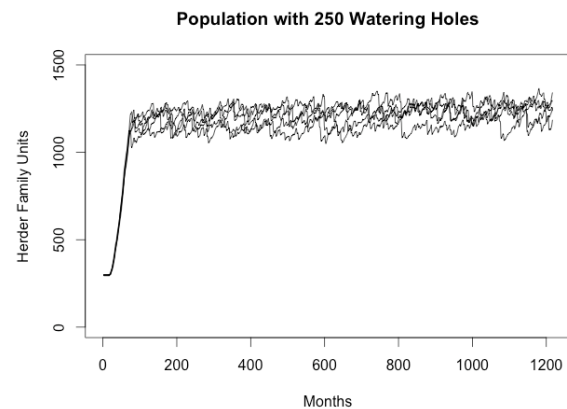 Population with 250 Watering Holes
1500
1000
500
0
Herder Family Units
0 200 400 600 800 1000 1200
Months